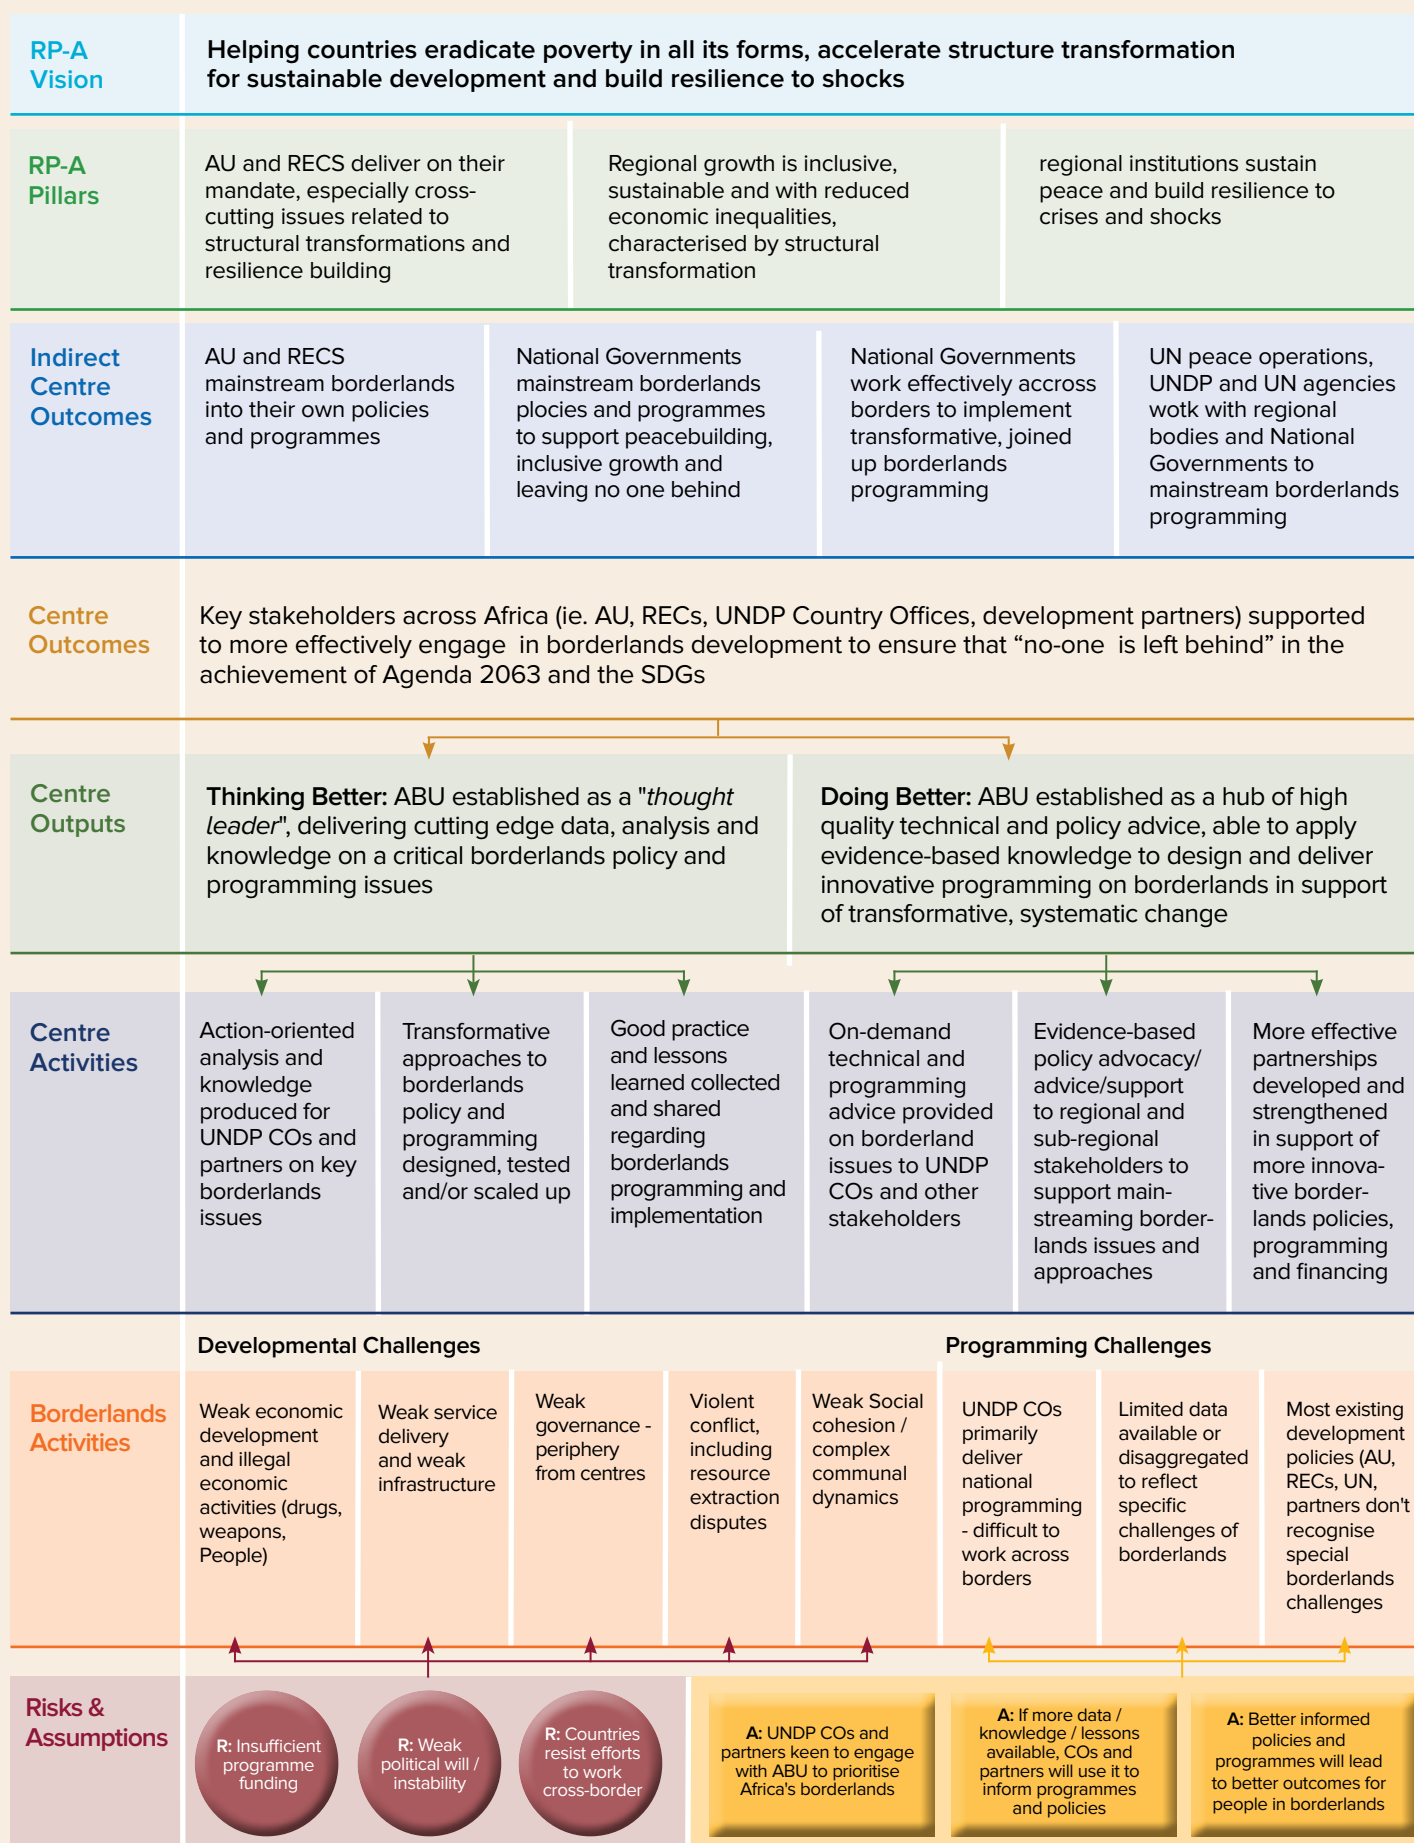 RP-A
Vision
Helping countries eradicate poverty in all its forms, accelerate structure transformation
for sustainable development and build resilience to shocks
RP-A
Pillars
AU and RECS deliver on their
mandate, especially cross-
cutting issues related to
structural transformations and
resilience building
Regional growth is inclusive,
sustainable and with reduced
economic inequalities,
characterised by structural
transformation
regional institutions sustain
peace and build resilience to
crises and shocks
Indirect
Centre
Outcomes
AU and RECS
mainstream borderlands
into their own policies
and programmes
National Governments
mainstream borderlands
plocies and programmes
to support peacebuilding,
inclusive growth and
leaving no one behind
National Governments
work effectively accross
borders to implement
transformative, joined
up borderlands
programming
UN peace operations,
UNDP and UN agencies
wotk with regional
bodies and National
Governments to
mainstream borderlands
programming
Centre
Outcomes
Key stakeholders across Africa (ie. AU, RECs, UNDP Country Offices, development partners) supported
to more effectively engage in borderlands development to ensure that “no-one is left behind” in the
achievement of Agenda 2063 and the SDGs
Centre
Outputs
Thinking Better: ABU established as a "thought
leader", delivering cutting edge data, analysis and
knowledge on a critical borderlands policy and
programming issues
Doing Better: ABU established as a hub of high
quality technical and policy advice, able to apply
evidence-based knowledge to design and deliver
innovative programming on borderlands in support
of transformative, systematic change
Centre
Activities
Action-oriented
analysis and
knowledge
produced for
UNDP COs and
partners on key
borderlands
issues
Transformative
approaches to
borderlands
policy and
programming
designed, tested
and/or scaled up
Good practice
and lessons
learned collected
and shared
regarding
borderlands
programming and
implementation
On-demand
technical and
programming
advice provided
on borderland
issues to UNDP
COs and other
stakeholders
Evidence-based
policy advocacy/
advice/support
to regional and
sub-regional
stakeholders to
support main-
streaming border-
lands issues and
approaches
More effective
partnerships
developed and
strengthened
in support of
more innova-
tive border-
lands policies,
programming
and financing
Developmental Challenges
Programming Challenges
Borderlands
Activities
Weak economic
development
and illegal
economic
activities (drugs,
weapons,
People)
Weak service
delivery
and weak
infrastructure
Weak
governance -
periphery
from centres
Violent
conflict,
including
resource
extraction
disputes
Weak Social
cohesion /
complex
communal
dynamics
UNDP COs
primarily
deliver
national
programming
- difficult to
work across
borders
Limited data
available or
disaggregated
to reflect
specific
challenges of
borderlands
Most existing
development
policies (AU,
RECs, UN,
partners don't
recognise
special
borderlands
challenges
Risks &
Assumptions
R: Insufficient
programme
funding
R: Weak
political will /
instability
R: Countries
resist efforts
to work
cross-border
A: UNDP COs and
partners keen to engage
with ABU to prioritise
Africa's borderlands
A: If more data /
knowledge / lessons
available, COs and
partners will use it to
inform programmes
and policies
A: Better informed
policies and
programmes will lead
to better outcomes for
people in borderlands